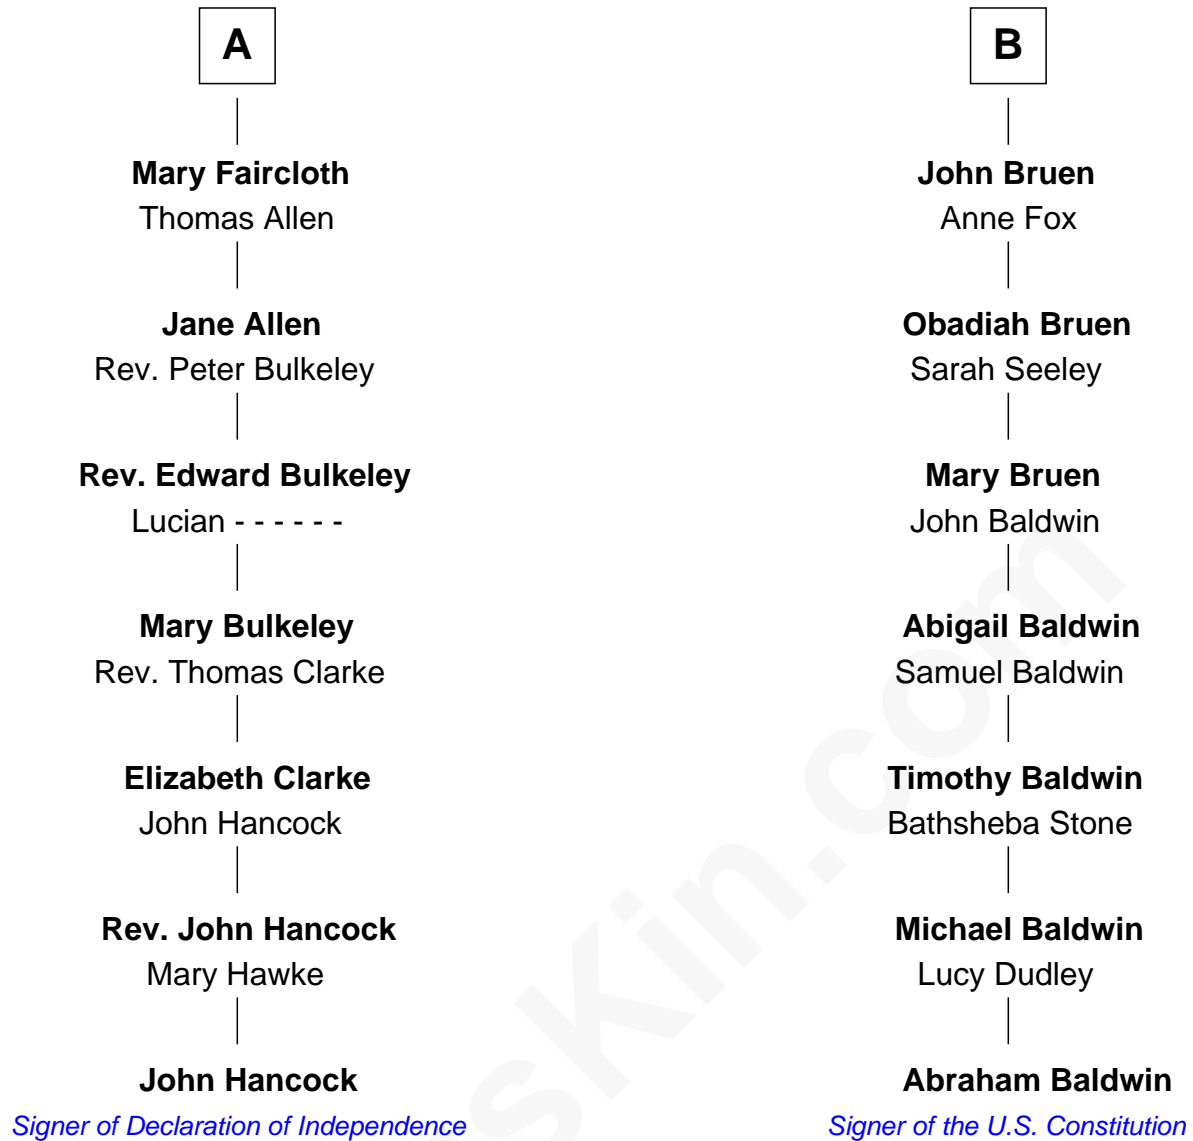 A
Mary Faircloth
Thomas Allen
Jane Allen
Rev. Peter Bulkeley
Rev. Edward Bulkeley
Lucian - - - - - -
Mary Bulkeley
Rev. Thomas Clarke
Elizabeth Clarke
John Hancock
Rev. John Hancock
Mary Hawke
John Hancock
Signer of Declaration of Independence
B
John Bruen
Anne Fox
Obadiah Bruen
Sarah Seeley
Mary Bruen
John Baldwin
Abigail Baldwin
Samuel Baldwin
Timothy Baldwin
Bathsheba Stone
Michael Baldwin
Lucy Dudley
Abraham Baldwin
Signer of the U.S. Constitution
sKin.com